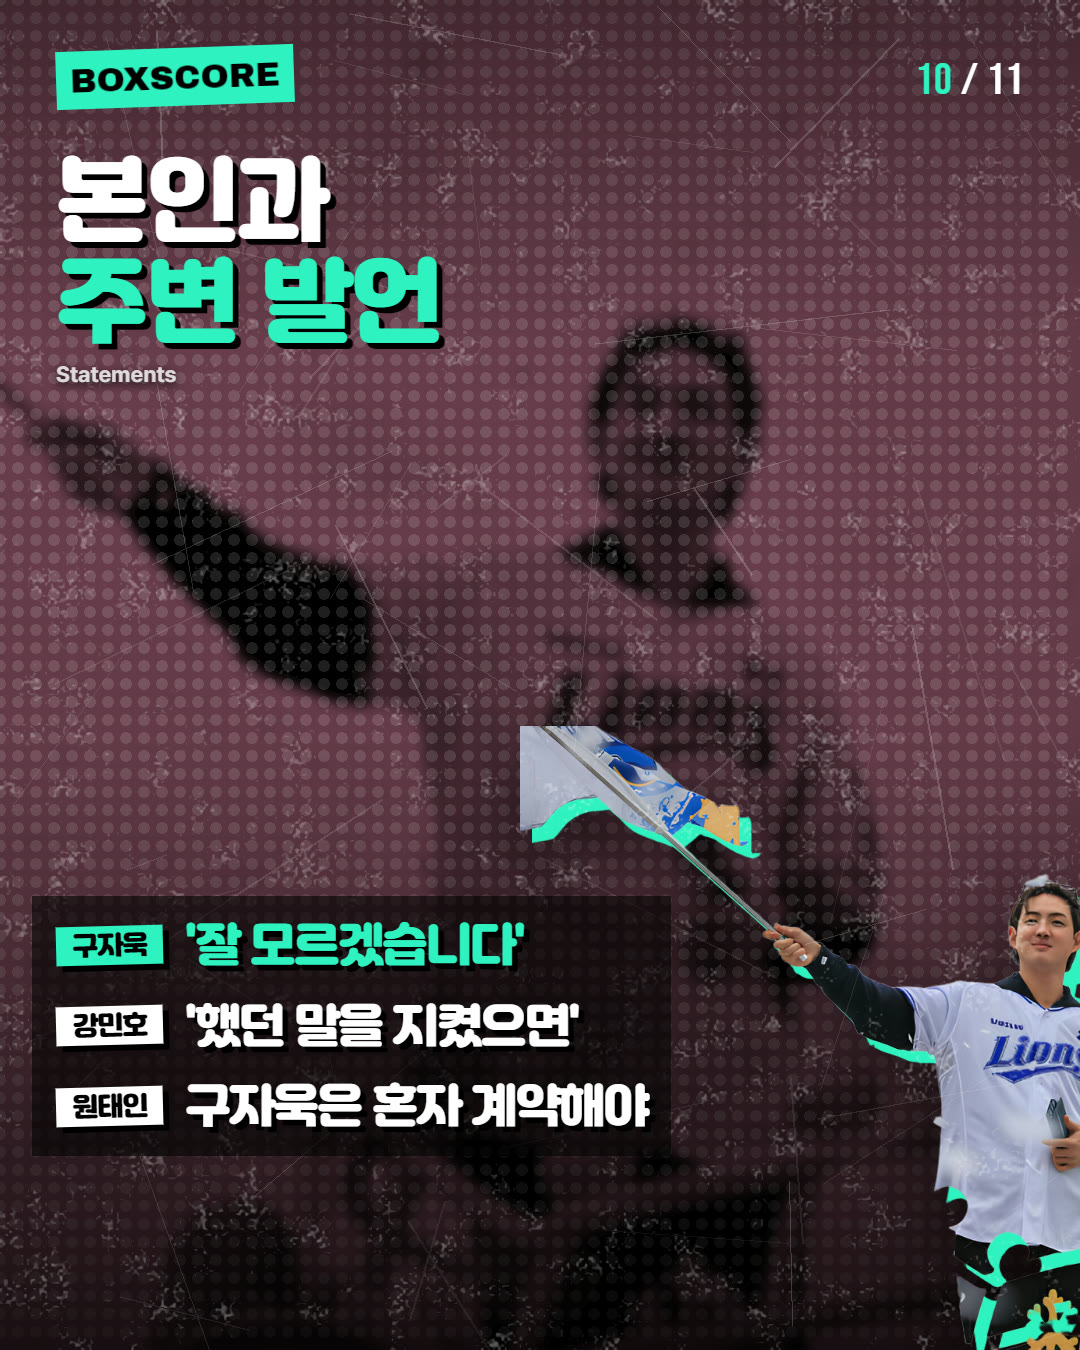 BOXSCORE
10 / 11
본인과
주변 발언
Statements
구자욱 '잘 모르겠습니다'
강민호 '했던 말을 지켰으면'
원태인 구자욱은 혼자 계약해야